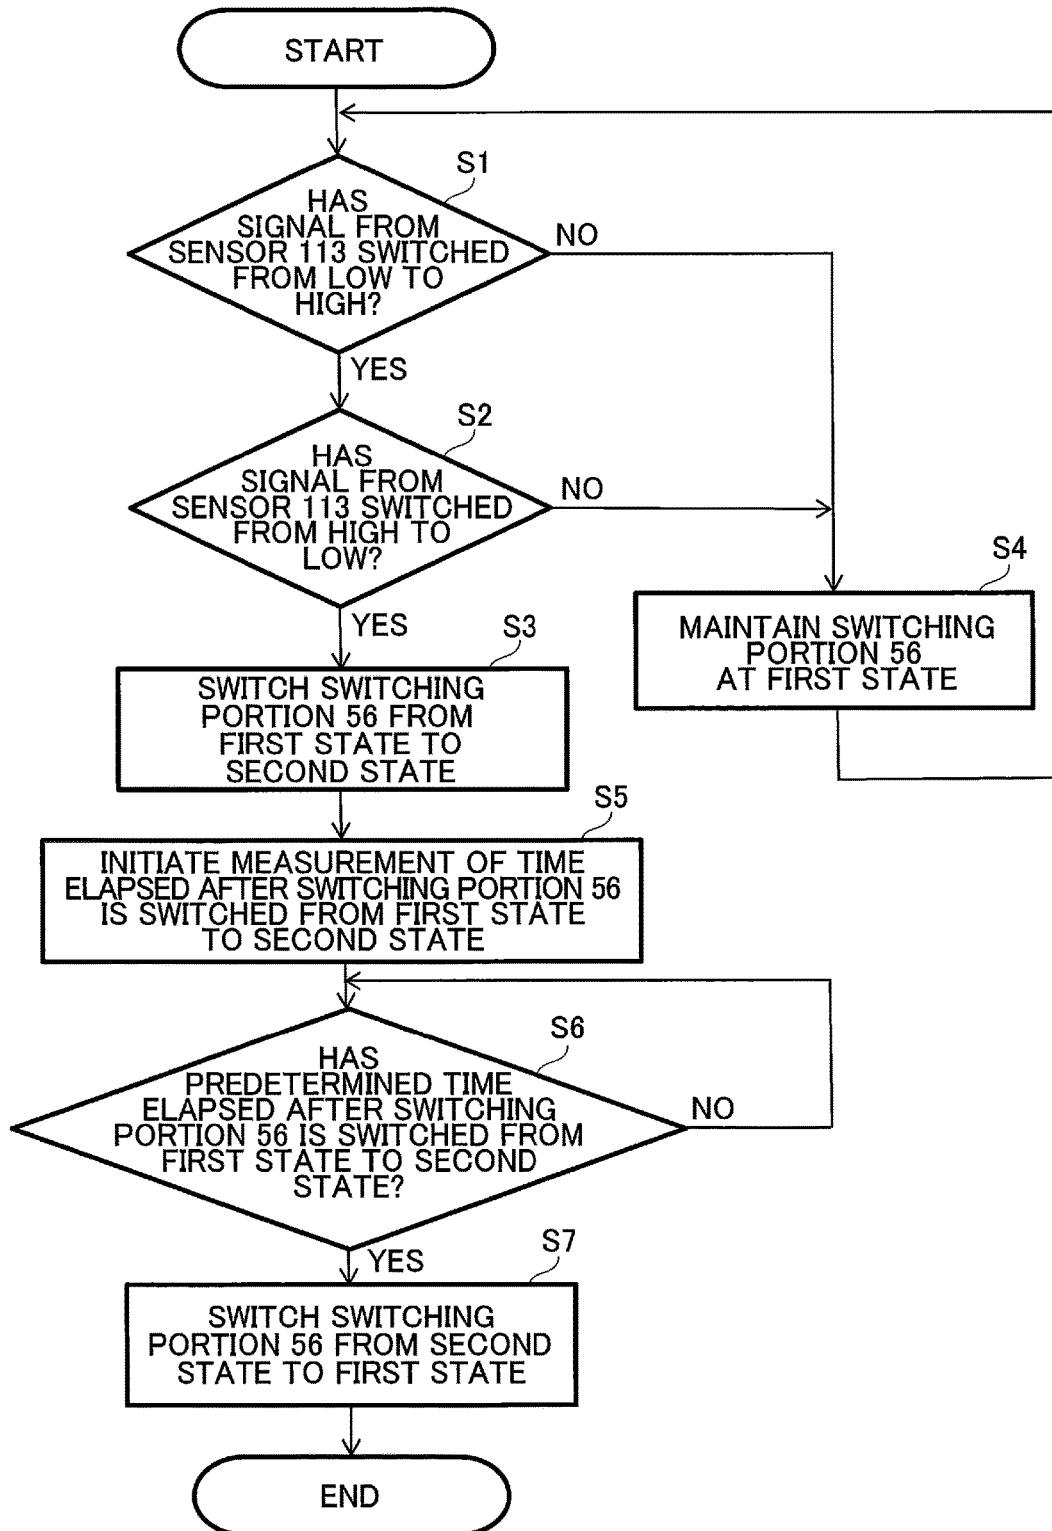 START
S1
HAS
SIGNAL FROM
SENSOR 113 SWITCHED
FROM LOW TO
HIGH?
NO
YES
S2
HAS
SIGNAL FROM
SENSOR 113 SWITCHED
FROM HIGH TO
LOW?
NO
YES
S4
MAINTAIN SWITCHING
PORTION 56
AT FIRST STATE
S3
SWITCH SWITCHING
PORTION 56 FROM
FIRST STATE TO
SECOND STATE
S5
INITIATE MEASUREMENT OF TIME
ELAPSED AFTER SWITCHING PORTION 56
IS SWITCHED FROM FIRST STATE
TO SECOND STATE
S6
HAS
PREDETERMINED TIME
ELAPSED AFTER SWITCHING
PORTION 56 IS SWITCHED FROM
FIRST STATE TO SECOND
STATE?
NO
YES
S7
SWITCH SWITCHING
PORTION 56 FROM SECOND
STATE TO FIRST STATE
END